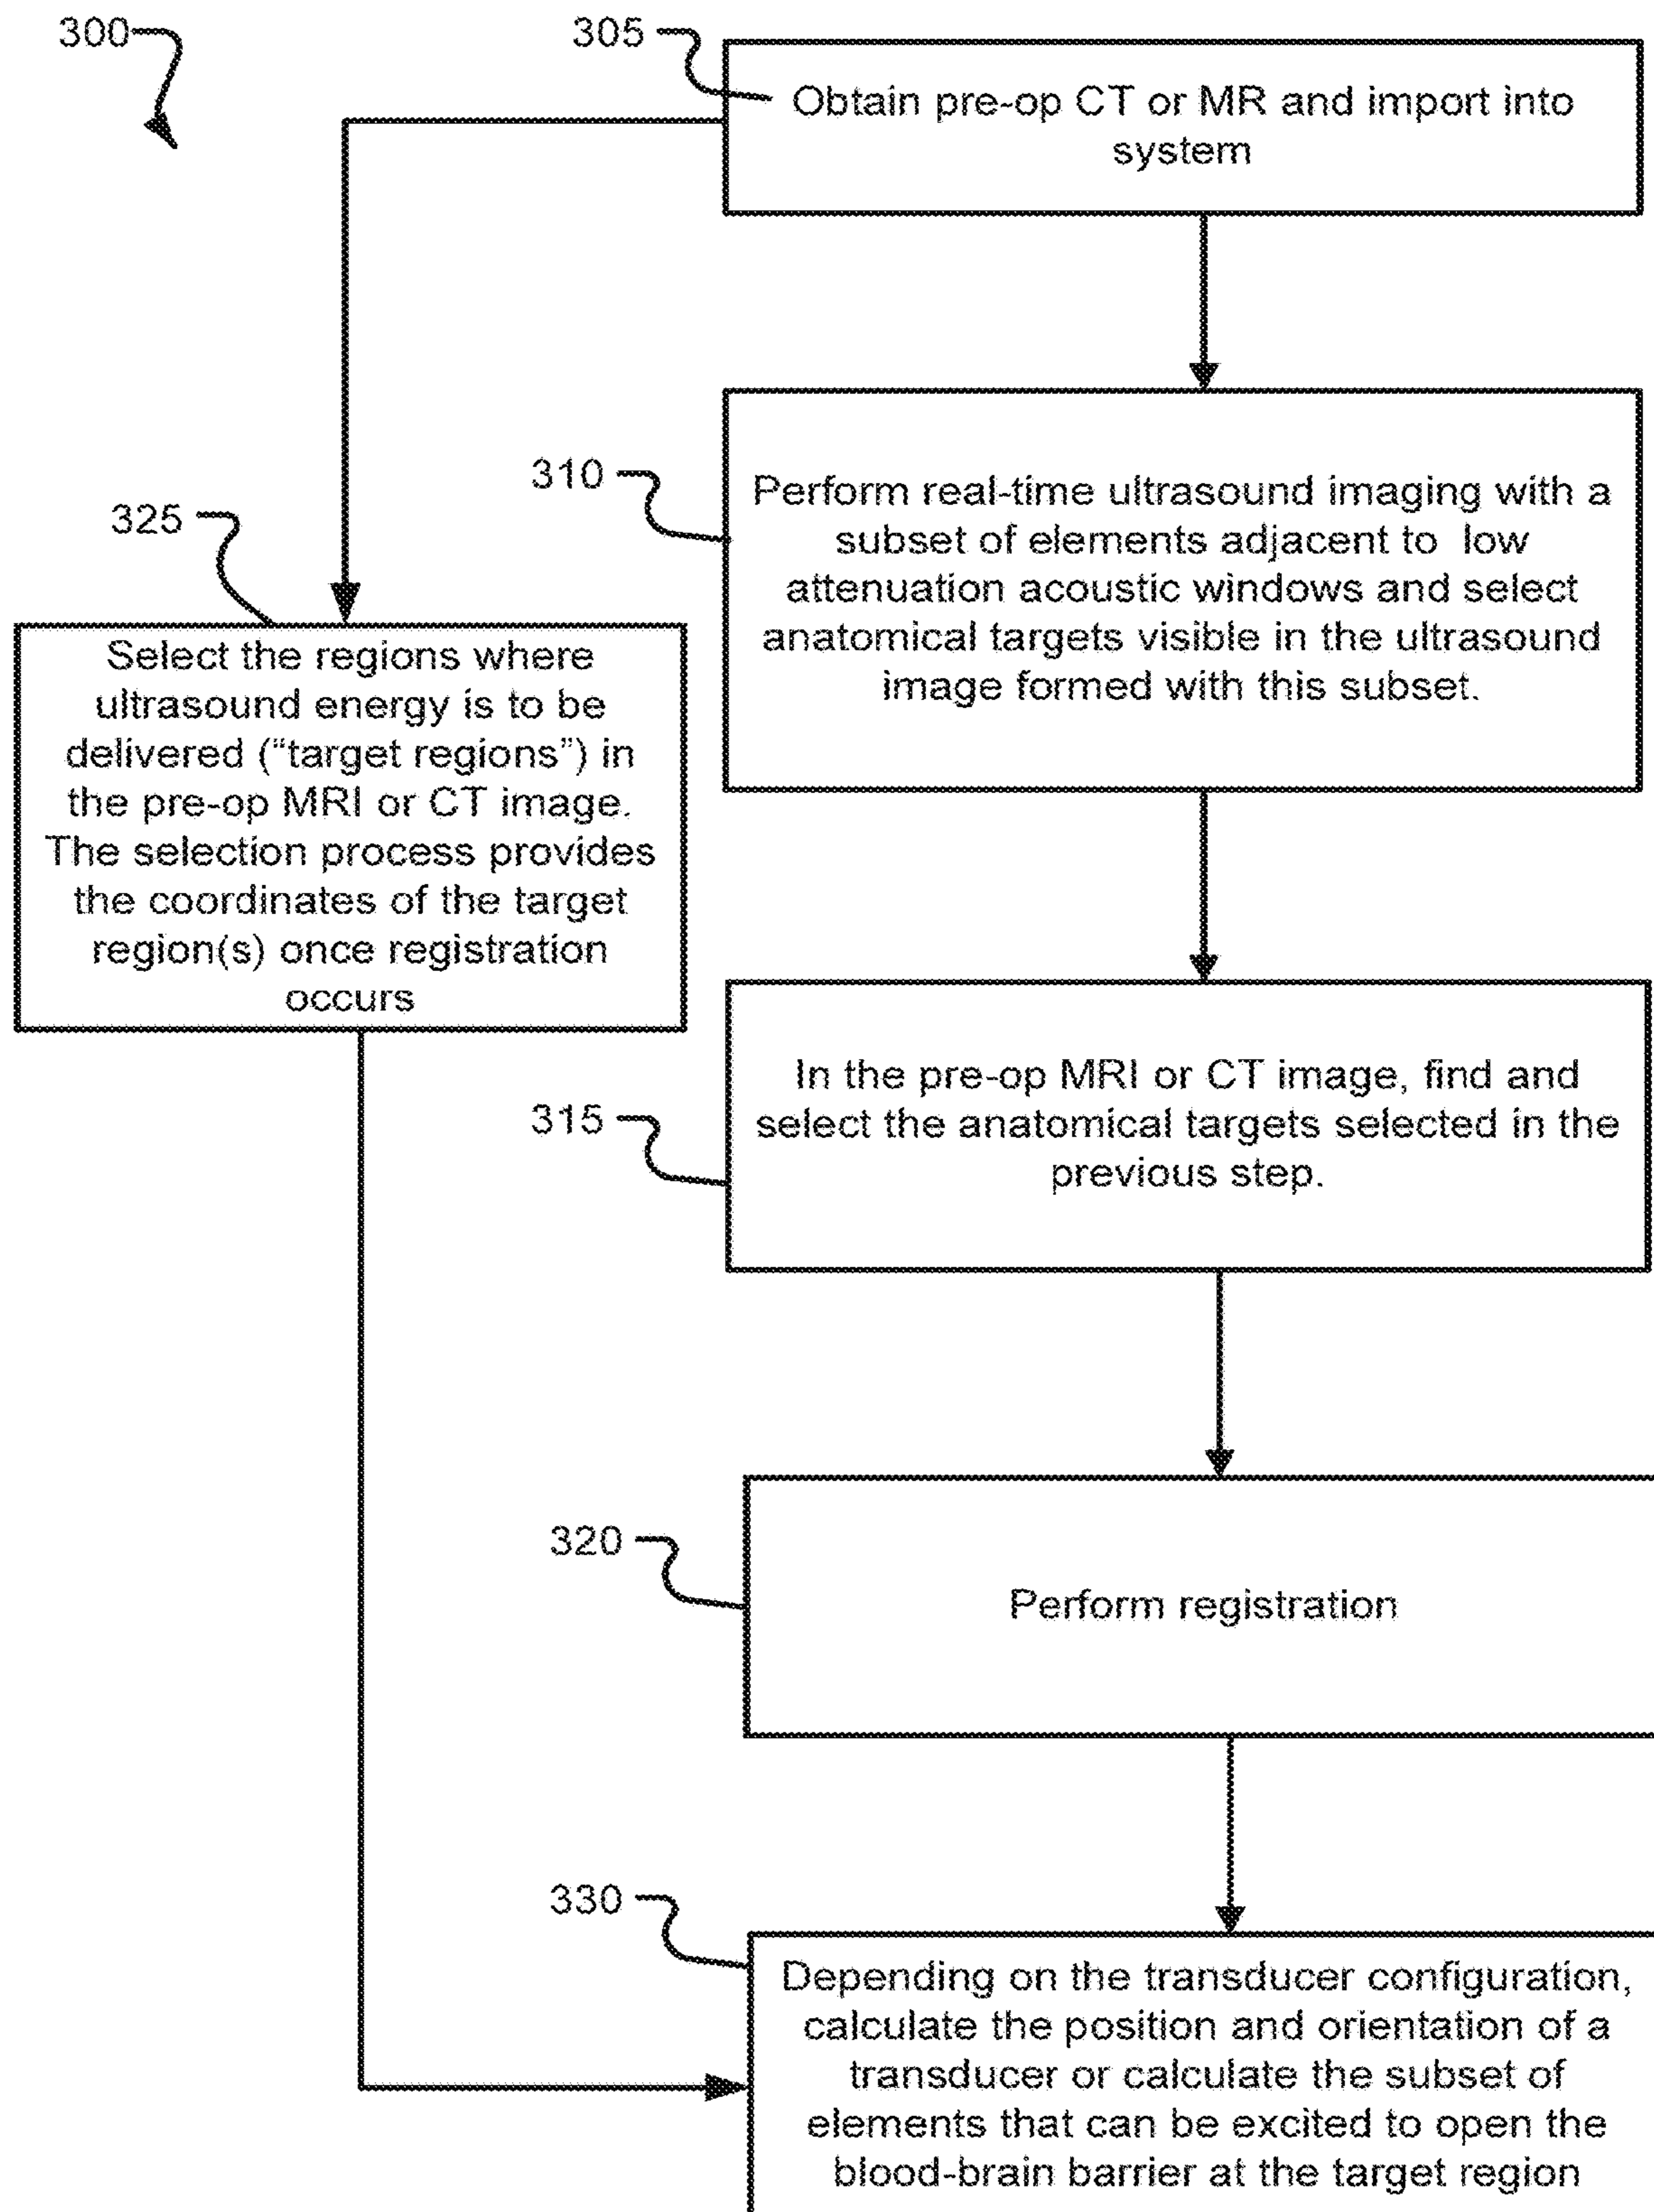 300
305
Obtain pre-op CT or MR and import into
system
310
Perform real-time ultrasound imaging with a
subset of elements adjacent to low
attenuation acoustic windows and select
anatomical targets visible in the ultrasound
image formed with this subset.
325
Select the regions where
ultrasound energy is to be
delivered (“target regions”) in
the pre-op MRI or CT image.
The selection process provides
the coordinates of the target
region(s) once registration
occurs
315
In the pre-op MRI or CT image, find and
select the anatomical targets selected in the
previous step.
320
Perform registration
330
Depending on the transducer configuration,
calculate the position and orientation of a
transducer or calculate the subset of
elements that can be excited to open the
blood-brain barrier at the target region